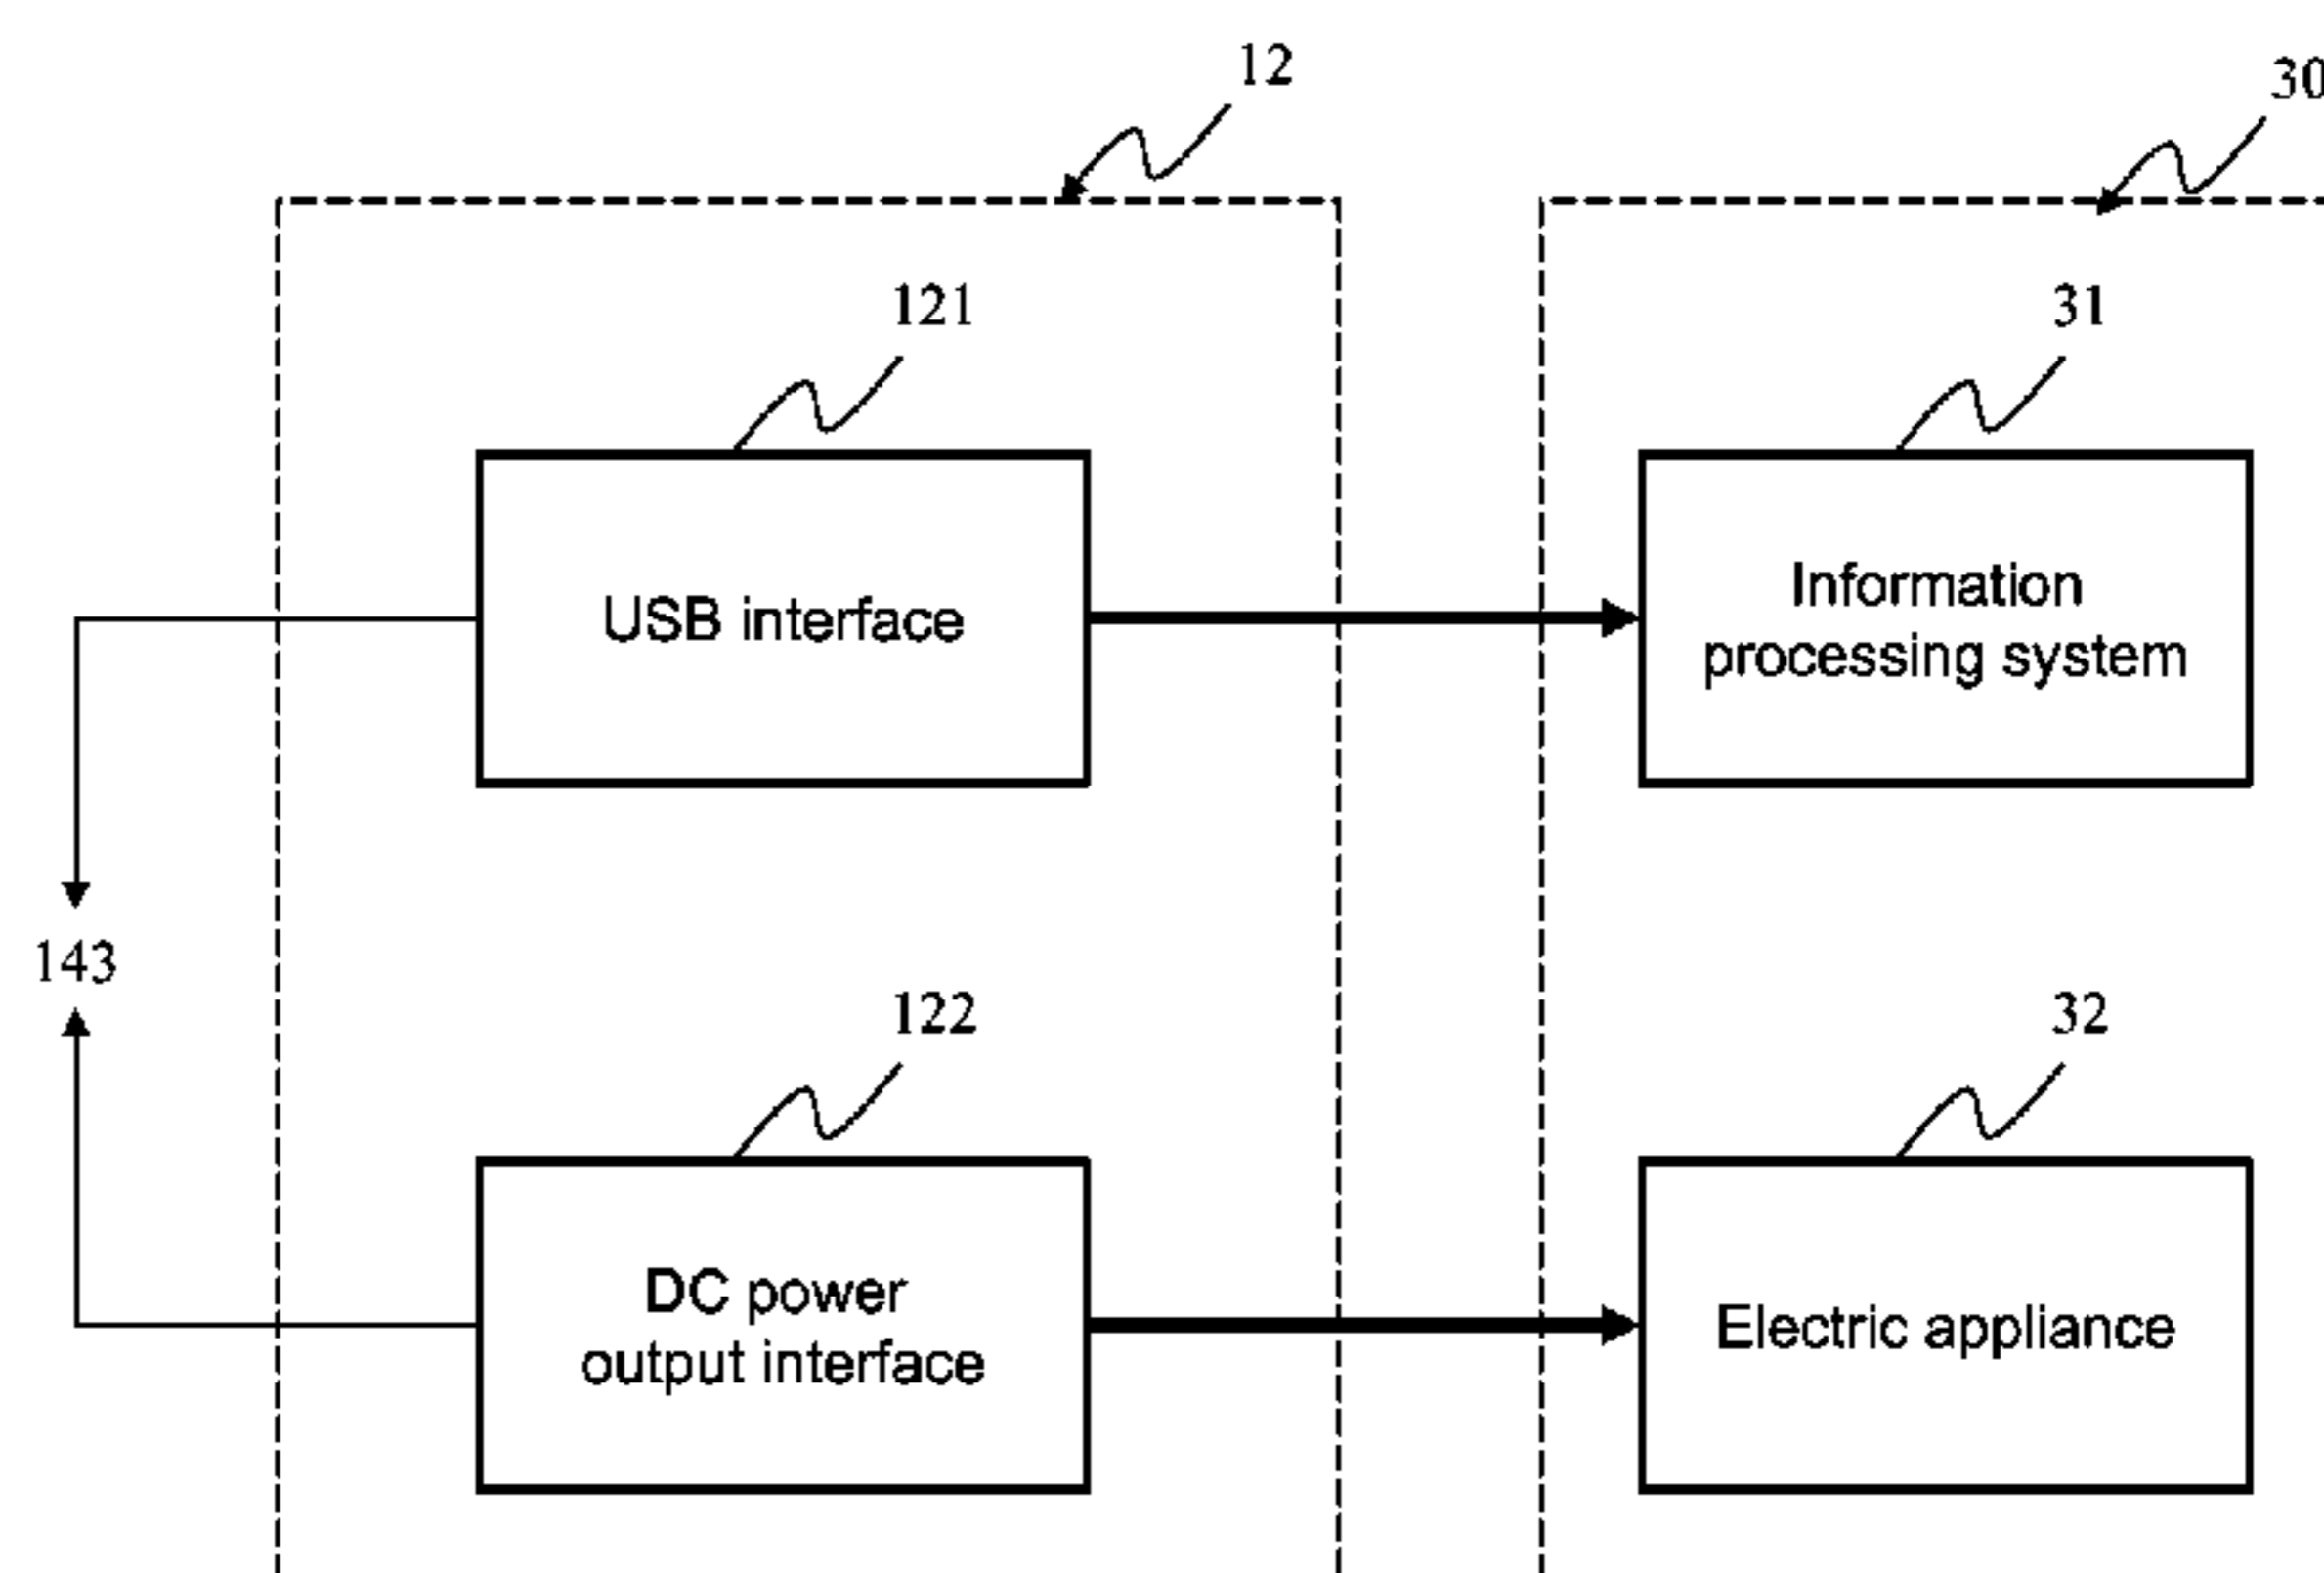 12
30
121
31
USB interface
Information
processing system
143
122
32
DC power
output interface
Electric appliance